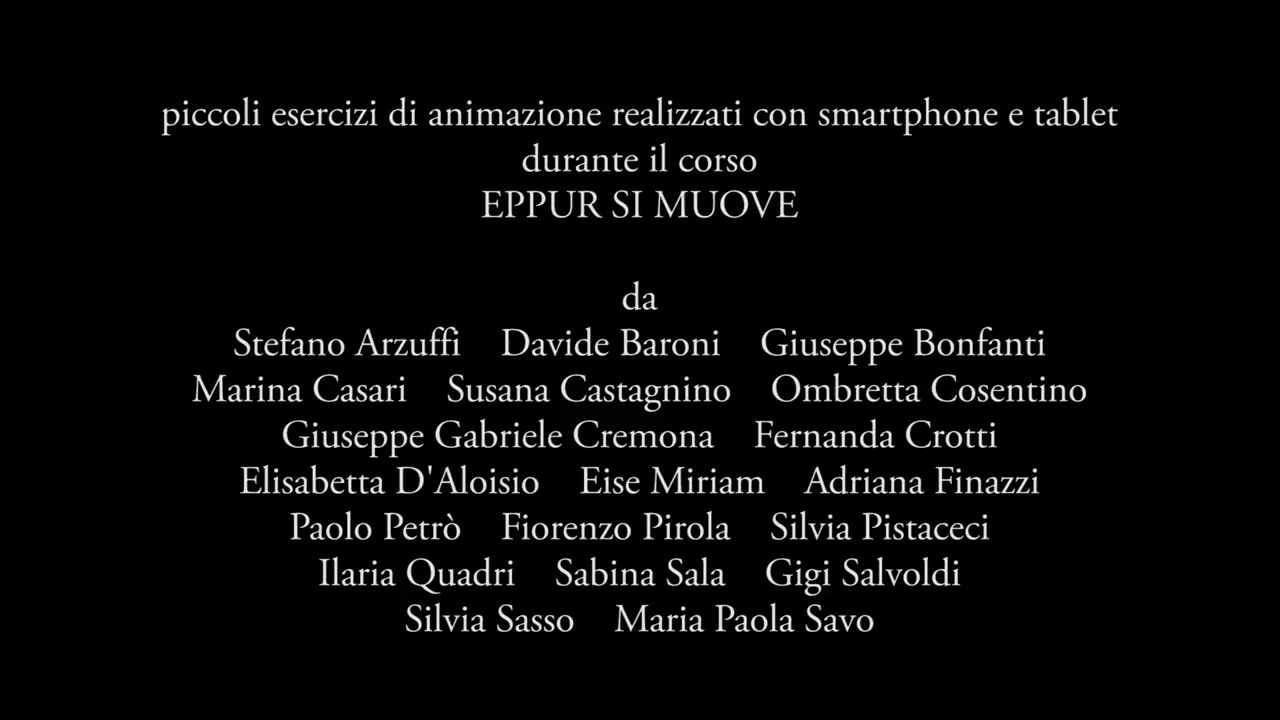 piccoli esercizi di animazione realizzati con smartphone e tablet
durante il corso
EPPUR SI MUOVE
da
Stefano Arzuffi Davide Baroni Giuseppe Bonfanti
Marina Casari Susana Castagnino Ombretta Cosentino
Giuseppe Gabriele Cremona Fernanda Crotti
Elisabetta D'Aloisio Eise Miriam Adriana Finazzi
Paolo Petrò Fiorenzo Pirola Silvia Pistaceci
Ilaria Quadri Sabina Sala Gigi Salvoldi
Silvia Sasso Maria Paola Savo